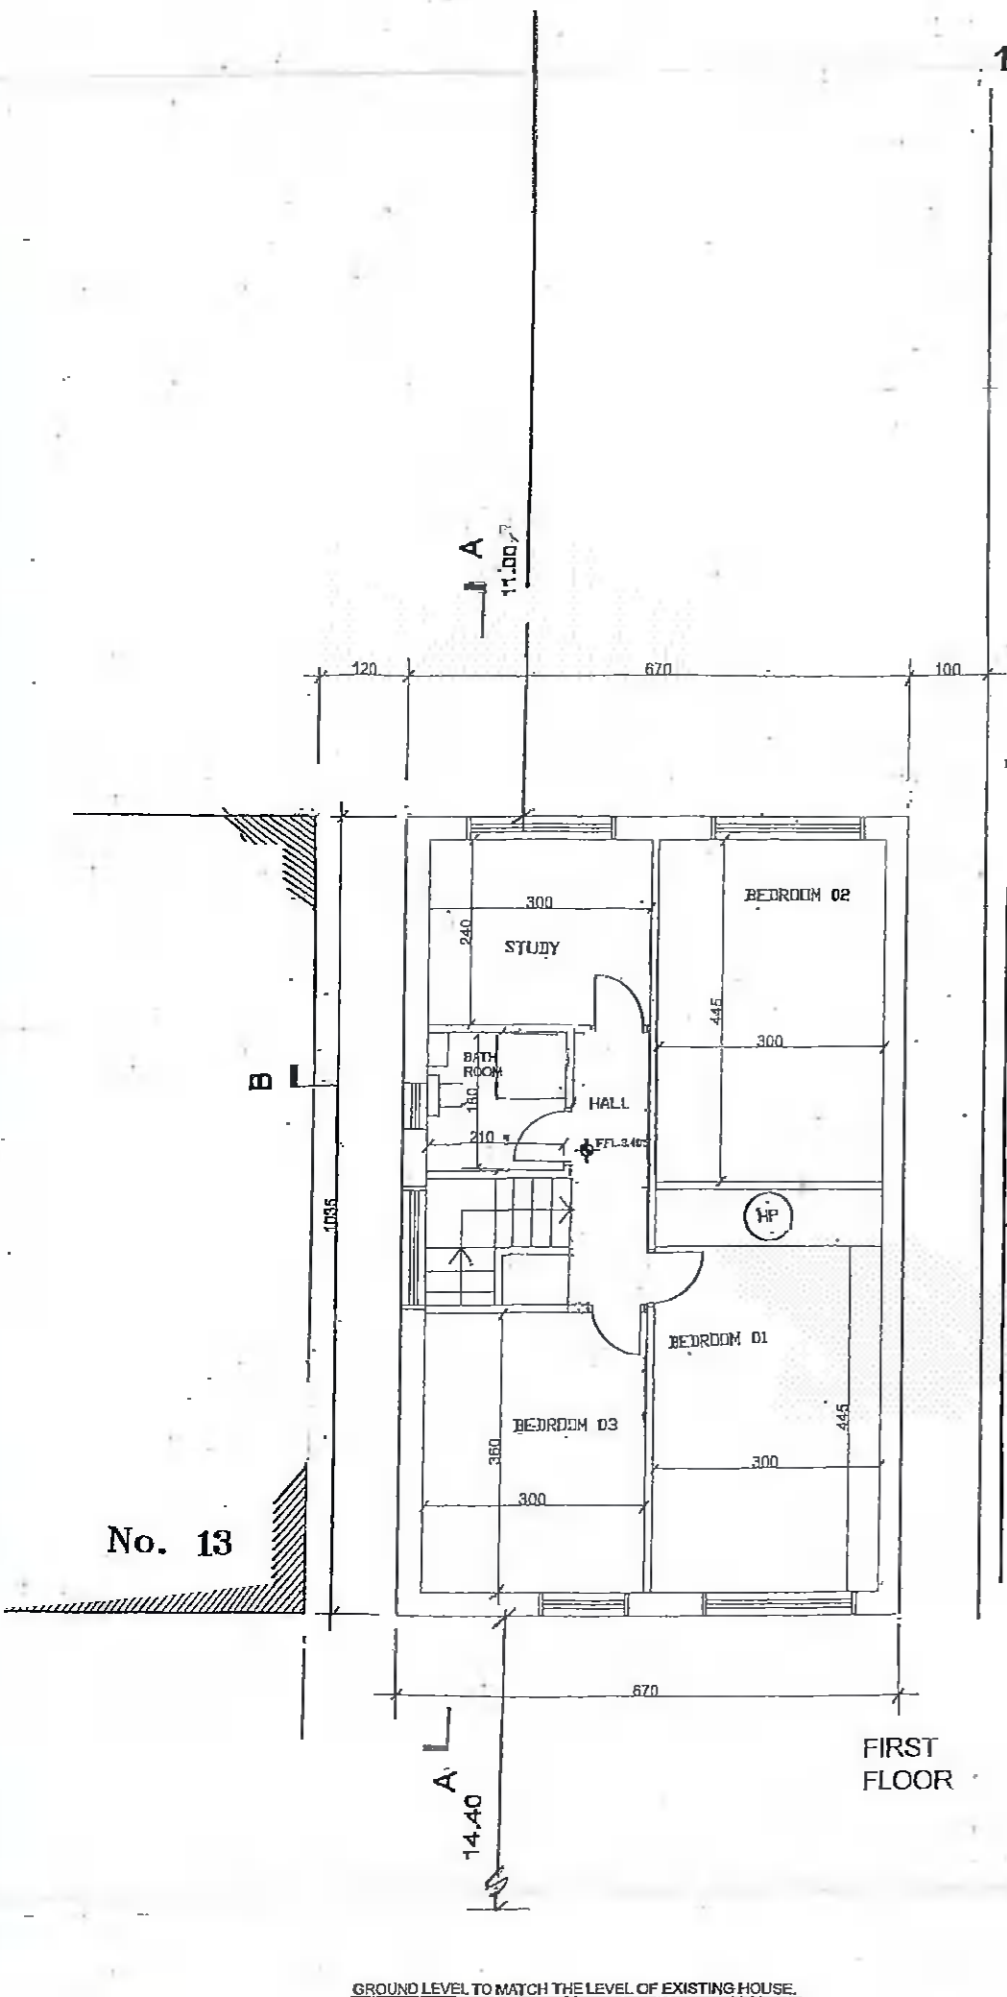 1
A
11.00
120
670
100
BEDROOM 02
300
240
STUDY
445
300
BATH
ROOM
180
HALL
B
210
1035
HP
BEDROOM 01
445
BEDROOM 03
360
300
300
No. 13
670
FIRST
FLOOR
A
14.40
GROUND LEVEL TO MATCH THE LEVEL OF EXISTING HOUSE.